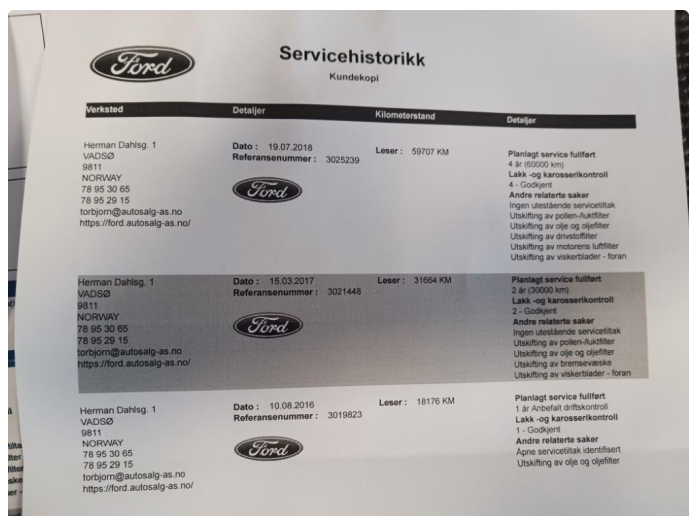 Ford
Servicehistorikk
Kundekopi
Verksted Detaljer Kilometerstand Detaljer
Herman Dahlsg. 1
VADSØ
9811
NORWAY
78 95 30 65
78 95 29 15
torbjorn@autosalg-as.no
https://ford.autosalg-as.no/
Dato : 19.07.2018
Referansenummer : 3025239
Ford
Leser : 59707 KM
Planlagt service fullført
4 år (60000 km)
Lakk -og karosserikontroll
4 - Godkjent
Andre relaterte saker
Ingen utestående servicetiltak
Utskifting av pollen-/luktfilter
Utskifting av olje og oljefilter
Utskifting av drivstoffilter
Utskifting av motorens luftfilter
Utskifting av viskerblader - foran
Herman Dahlsg. 1
VADSØ
9811
NORWAY
78 95 30 65
78 95 29 15
torbjorn@autosalg-as.no
https://ford.autosalg-as.no/
Dato : 15.03.2017
Referansenummer : 3021448
Ford
Leser : 31664 KM
Planlagt service fullført
2 år (30000 km)
Lakk -og karosserikontroll
2 - Godkjent
Andre relaterte saker
Ingen utestående servicetiltak
Utskifting av pollen-/luktfilter
Utskifting av olje og oljefilter
Utskifting av bremsevæske
Utskifting av viskerblader - foran
Herman Dahlsg. 1
VADSØ
9811
NORWAY
78 95 30 65
78 95 29 15
torbjorn@autosalg-as.no
https://ford.autosalg-as.no/
Dato : 10.08.2016
Referansenummer : 3019823
Ford
Leser : 18176 KM
Planlagt service fullført
1 år Anbefalt driftskontroll
Lakk -og karosserikontroll
1 - Godkjent
Andre relaterte saker
Åpne servicetiltak identifisert
Utskifting av olje og oljefilter